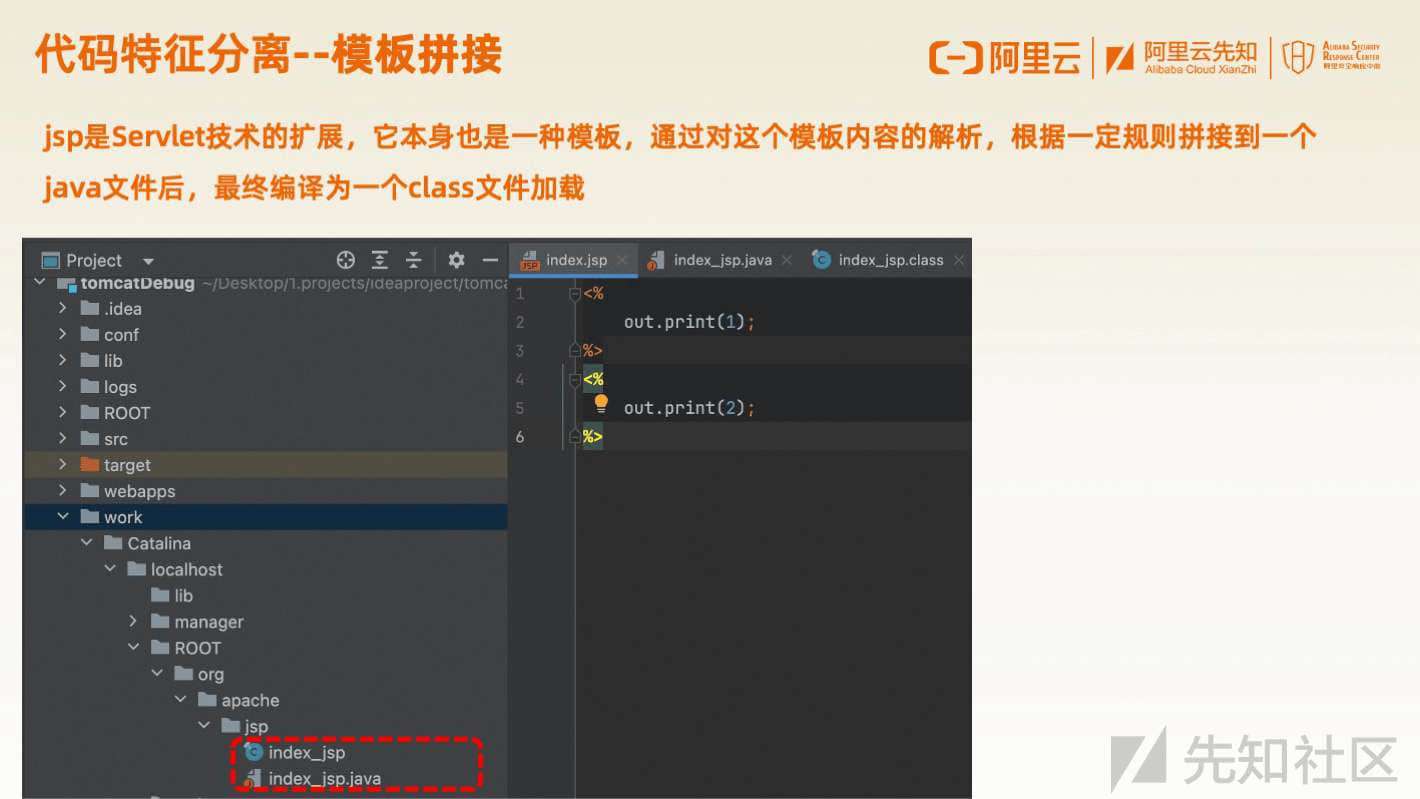 代码特征分离--模板拼接
阿里云
阿里云先知
Alibaba Cloud XianZhi
ALIBABA SECURITY
RESPONSE CENTER
阿里安全响应中心
jsp是Servlet技术的扩展，它本身也是一种模板，通过对这个模板内容的解析，根据一定规则拼接到一个
java文件后，最终编译为一个class文件加载
Project
tomcatDebug ~/Desktop/1.projects/ideaproject/tomca
.idea
conf
lib
logs
ROOT
src
target
webapps
work
Catalina
localhost
lib
manager
ROOT
org
apache
jsp
index_jsp
index_jsp.java
index.jsp index_jsp.java index_jsp.class
1 <%
2 out.print(1);
3 %>
4 <%
5 out.print(2);
6 %>
先知社区